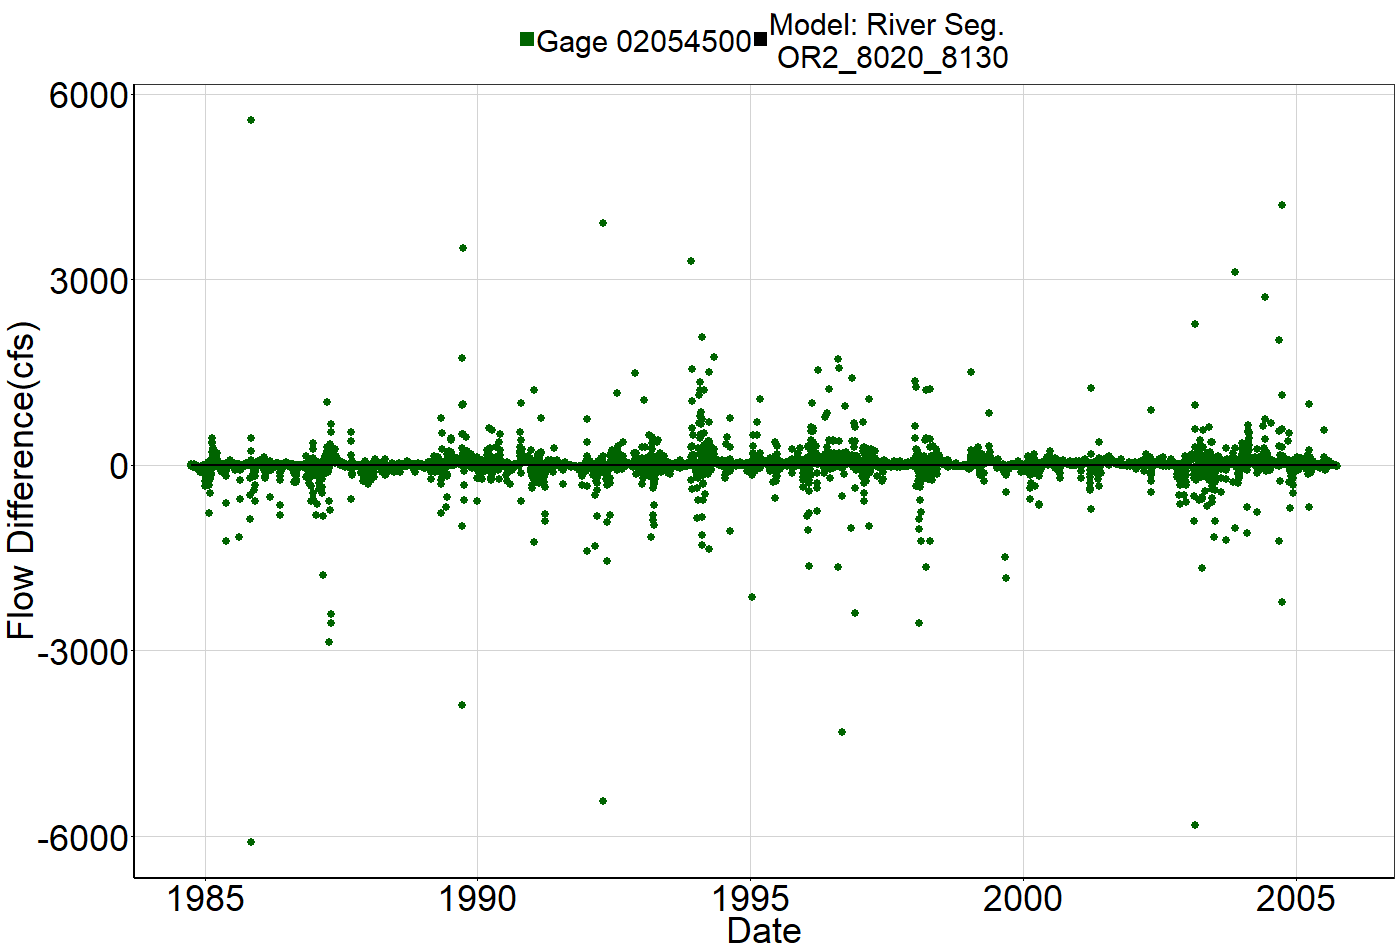 Gage 02054500
Model: River Seg.
OR2_8020_8130
6000
3000
0
-3000
-6000
Flow Difference(cfs)
1985 1990 1995 2000 2005
Date